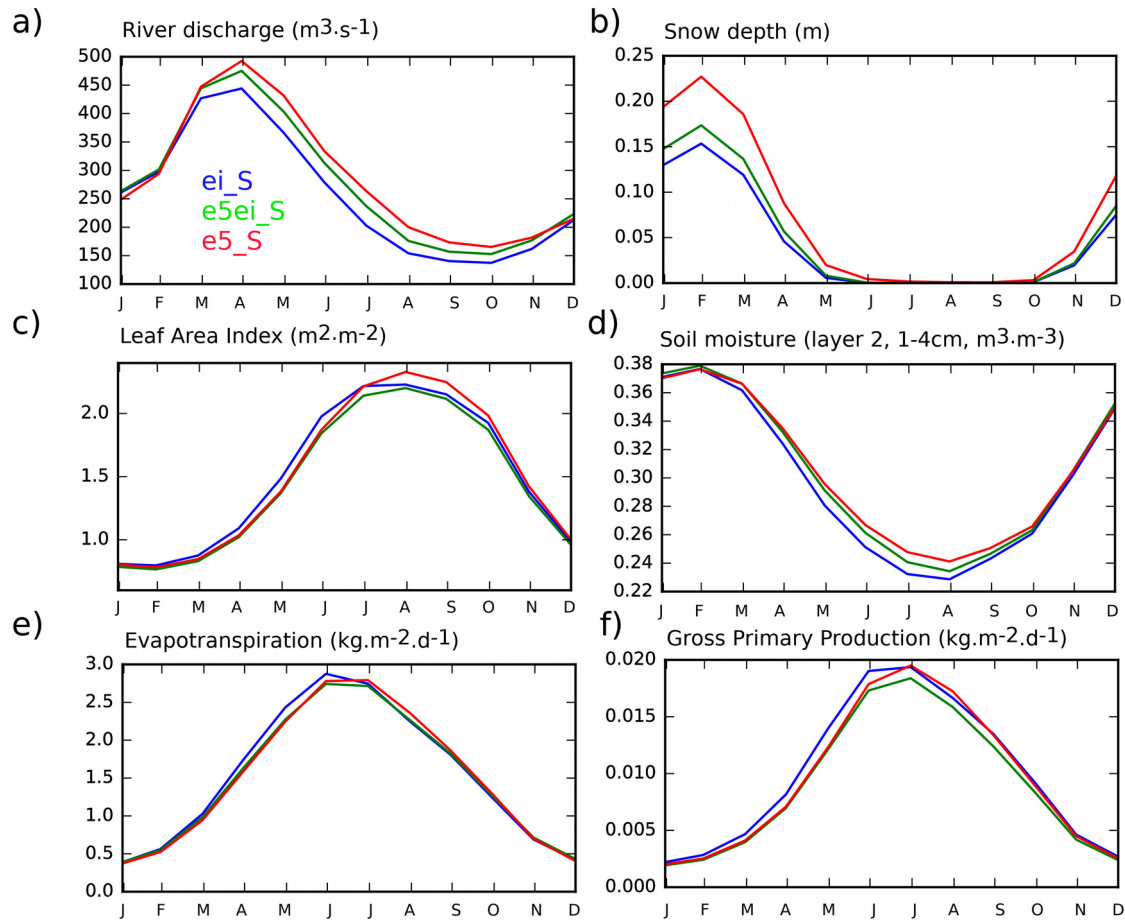 a) River discharge (m3.s-1)
500
450
400
350
300
250
200
150
100
ei_S
e5ei_S
e5_S
J F M A M J J A S O N D
b) Snow depth (m)
0.25
0.20
0.15
0.10
0.05
0.00
J F M A M J J A S O N D
c) Leaf Area Index (m2.m-2)
2.0
1.5
1.0
J F M A M J J A S O N D
d) Soil moisture (layer 2, 1-4cm, m3.m-3)
0.38
0.36
0.34
0.32
0.30
0.28
0.26
0.24
0.22
J F M A M J J A S O N D
e) Evapotranspiration (kg.m-2.d-1)
3.0
2.5
2.0
1.5
1.0
0.5
0.0
J F M A M J J A S O N D
f) Gross Primary Production (kg.m-2.d-1)
0.020
0.015
0.010
0.005
0.000
J F M A M J J A S O N D